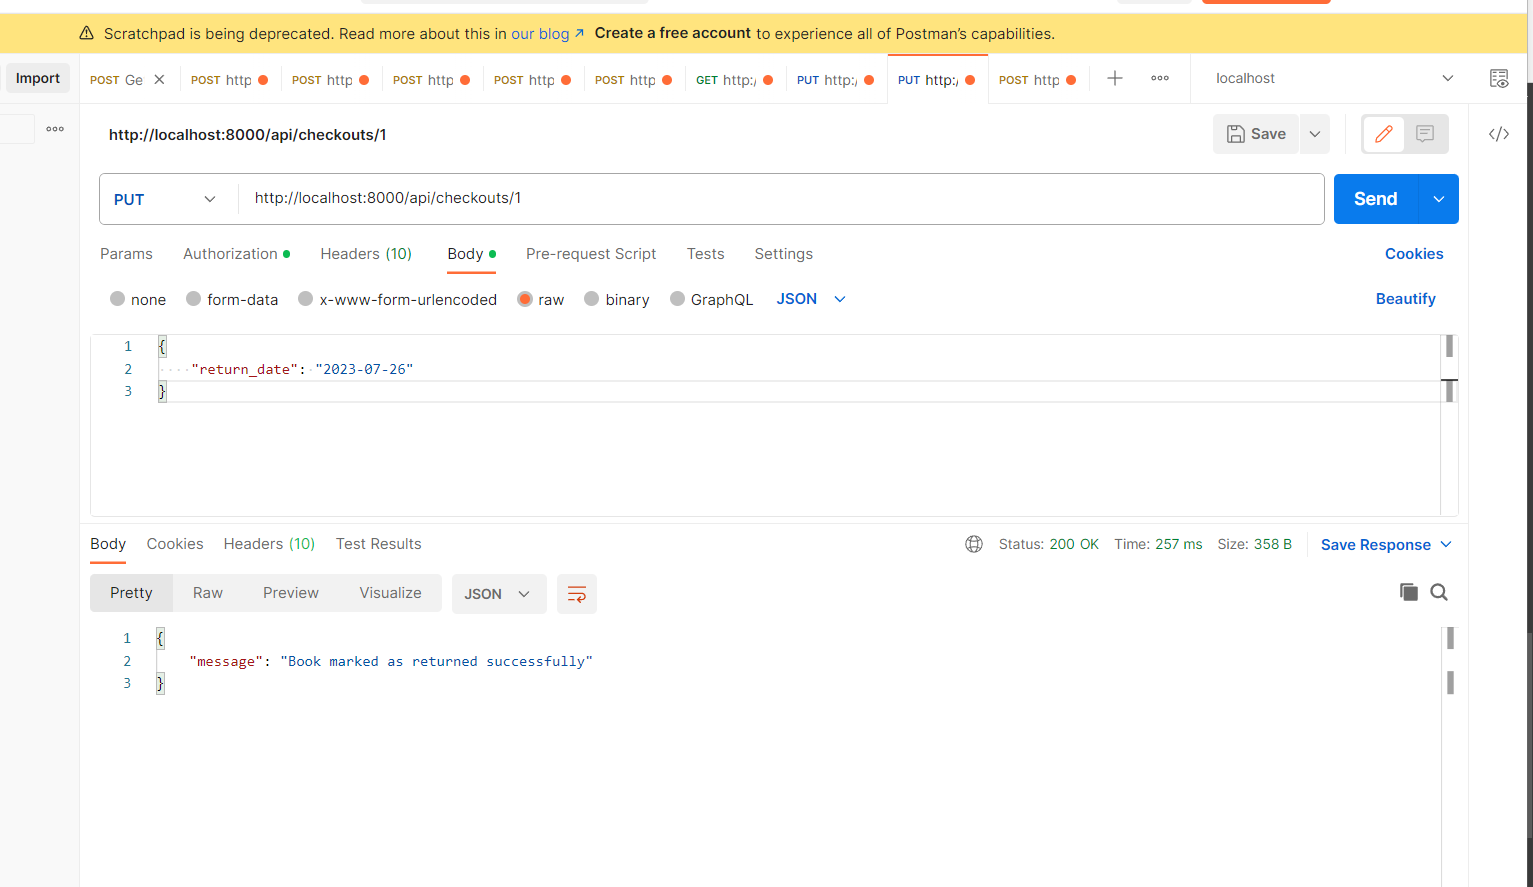 Scratchpad is being deprecated. Read more about this in our blog ↗ Create a free account to experience all of Postman's capabilities.
Import
POST Ge
POST http
POST http
POST http
POST http
POST http
GET http:/
PUT http:/
PUT http:/
POST http
localhost
http://localhost:8000/api/checkouts/1
Save
PUT
http://localhost:8000/api/checkouts/1
Send
Params Authorization Headers (10) Body Pre-request Script Tests Settings
Cookies
none form-data x-www-form-urlencoded raw binary GraphQL JSON
Beautify
1 {
2 "return_date": "2023-07-26"
3 }
Body Cookies Headers (10) Test Results
Status: 200 OK Time: 257 ms Size: 358 B Save Response
Pretty Raw Preview Visualize JSON
1 {
2 "message": "Book marked as returned successfully"
3 }